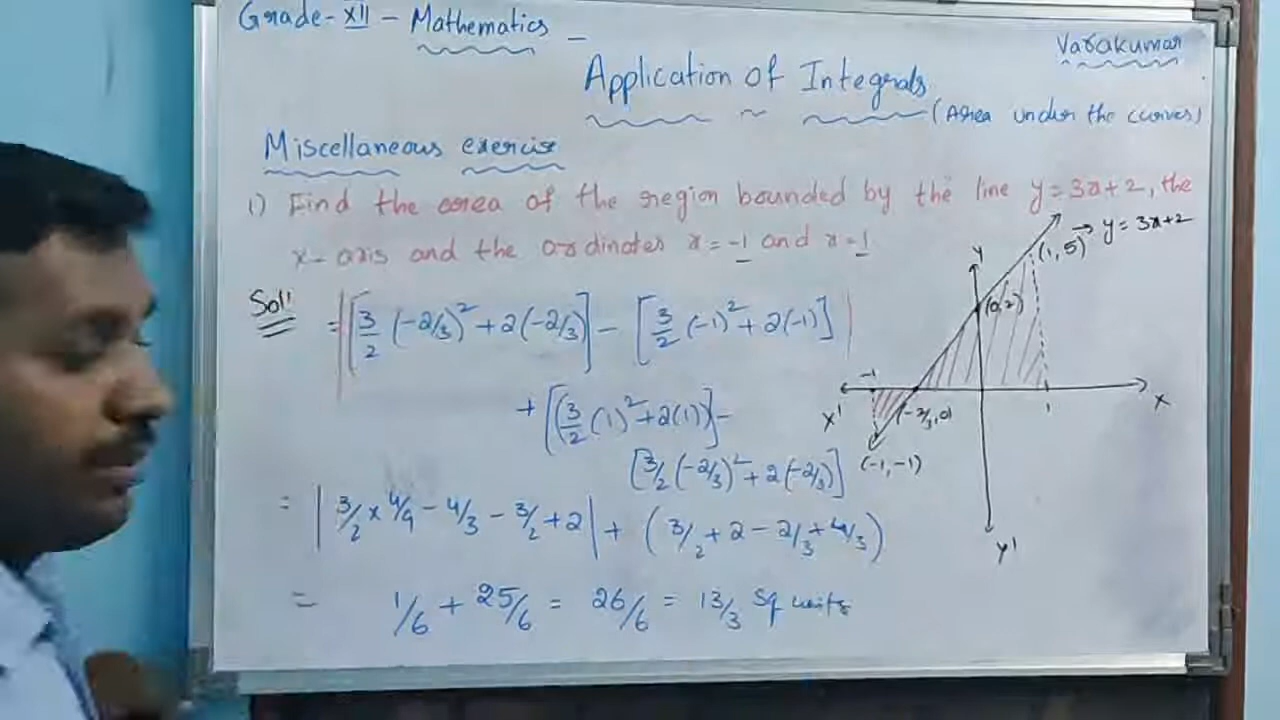 Grade-XII - Mathematics -
Varakumar
Application of Integrals
(Area under the curves)
Miscellaneous exercise
1) Find the area of the region bounded by the line y=3x+2, the
x-axis and the ordinates x=-1 and x=1
Sol:
= |[3/2 (-2/3)² + 2(-2/3)] - [3/2 (-1)² + 2(-1)]|
+ [(3/2 (1)² + 2(1)] -
[3/2 (-2/3)² + 2(-2/3)]
= |3/2 × 4/9 - 4/3 - 3/2 + 2| + (3/2 + 2 - 2/3 + 4/3)
= 1/6 + 25/6 = 26/6 = 13/3 Sq units
Y
→ y=3x+2
(1, 5)
(0,2)
-1
X'
(-2/3,0)
1
X
(-1,-1)
Y'